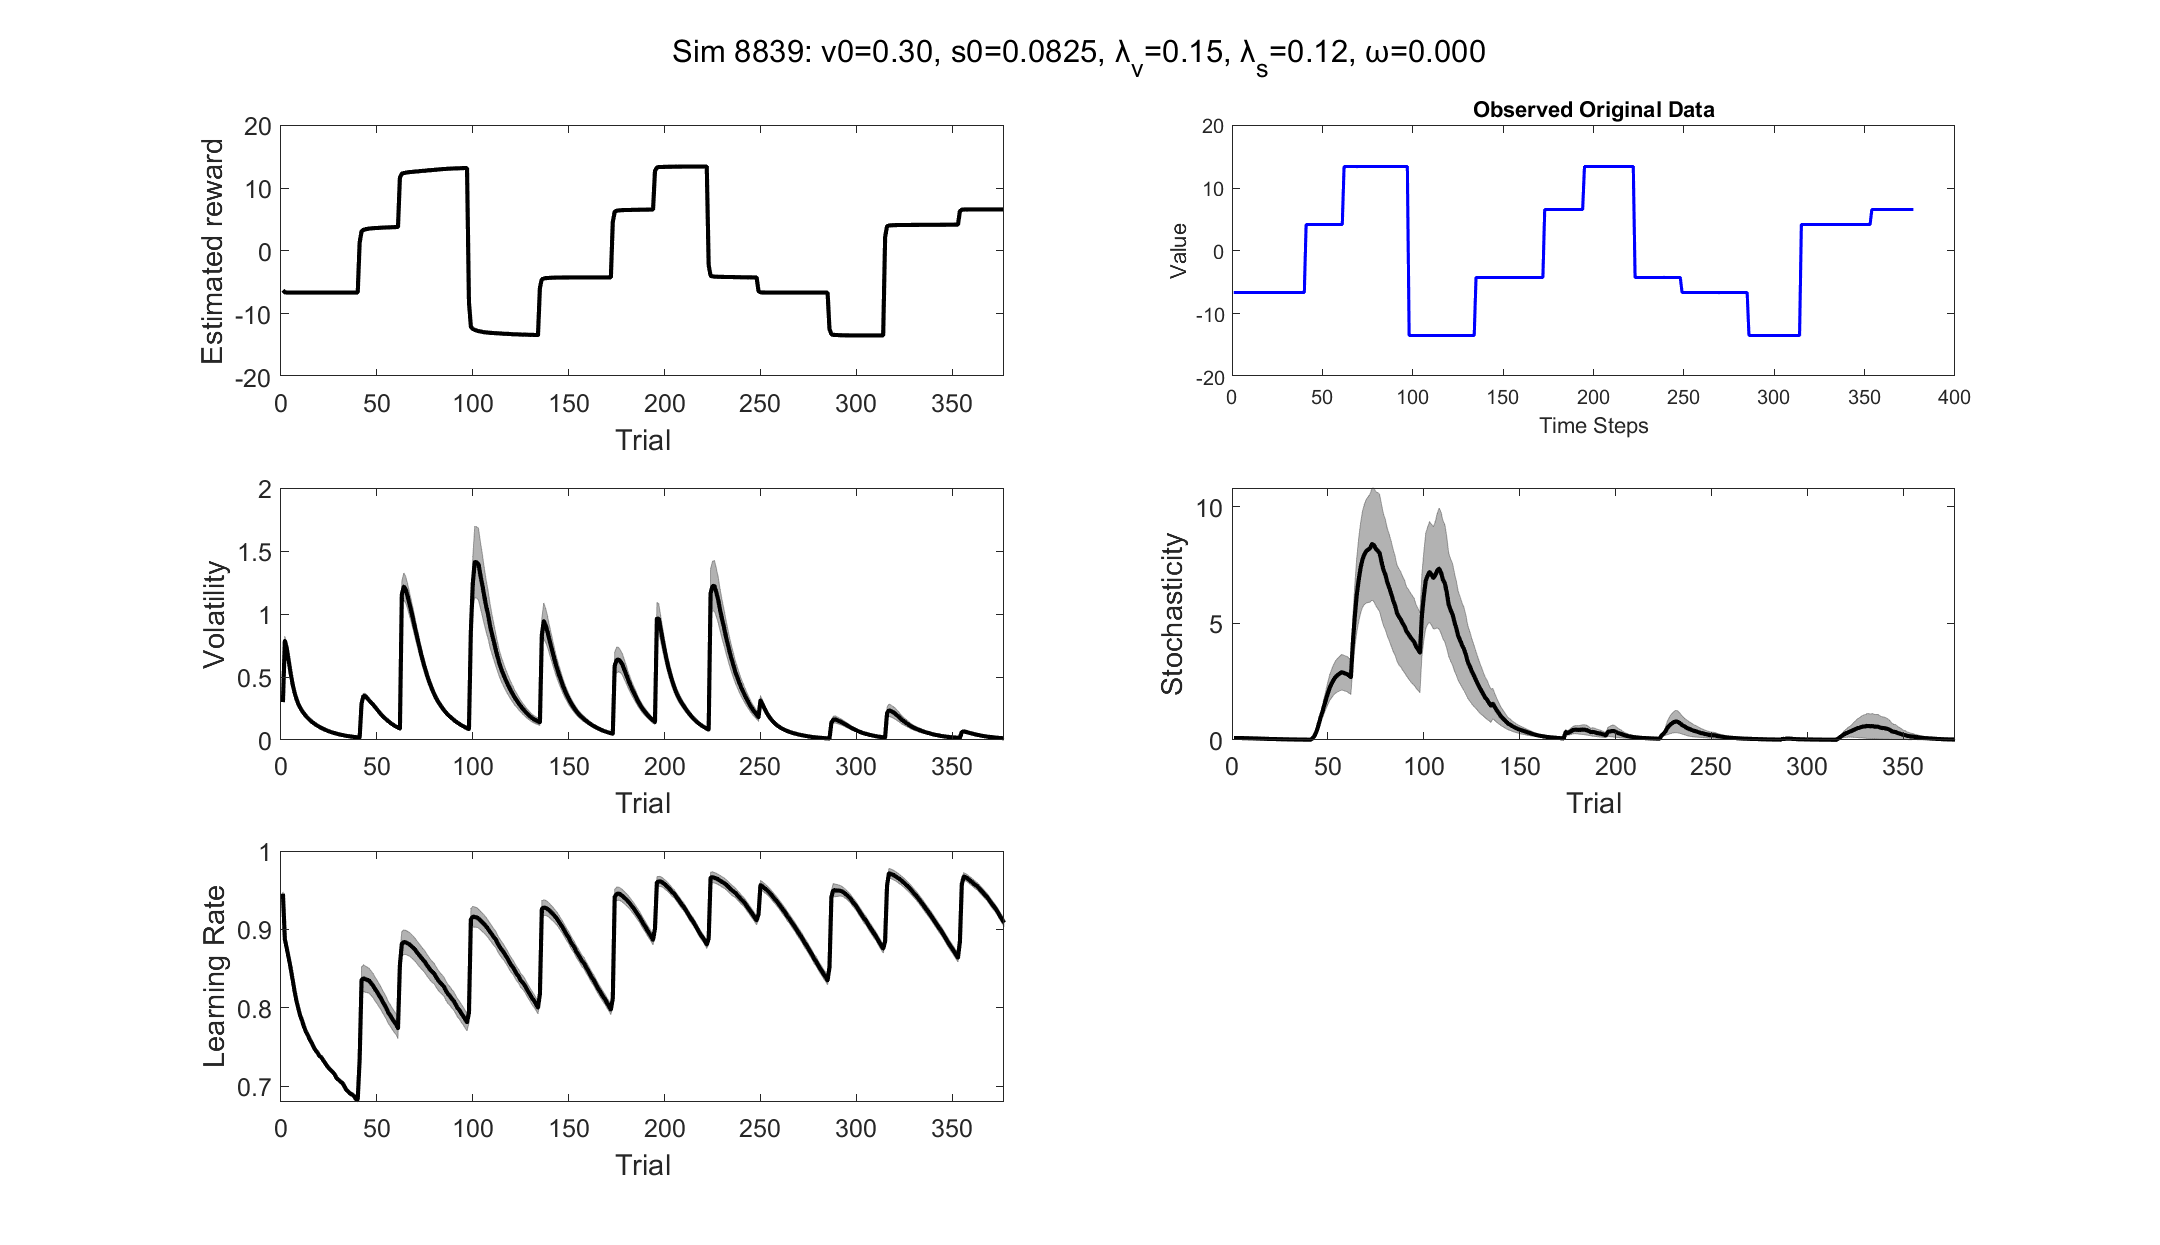 Sim 8839: v0=0.30, s0=0.0825, λv=0.15, λs=0.12, ω=0.000
Estimated reward
20
10
0
-10
-20
0 50 100 150 200 250 300 350
Trial
Observed Original Data
Value
20
10
0
-10
-20
0 50 100 150 200 250 300 350 400
Time Steps
Volatility
2
1.5
1
0.5
0
0 50 100 150 200 250 300 350
Trial
Stochasticity
10
5
0
0 50 100 150 200 250 300 350
Trial
Learning Rate
1
0.9
0.8
0.7
0 50 100 150 200 250 300 350
Trial